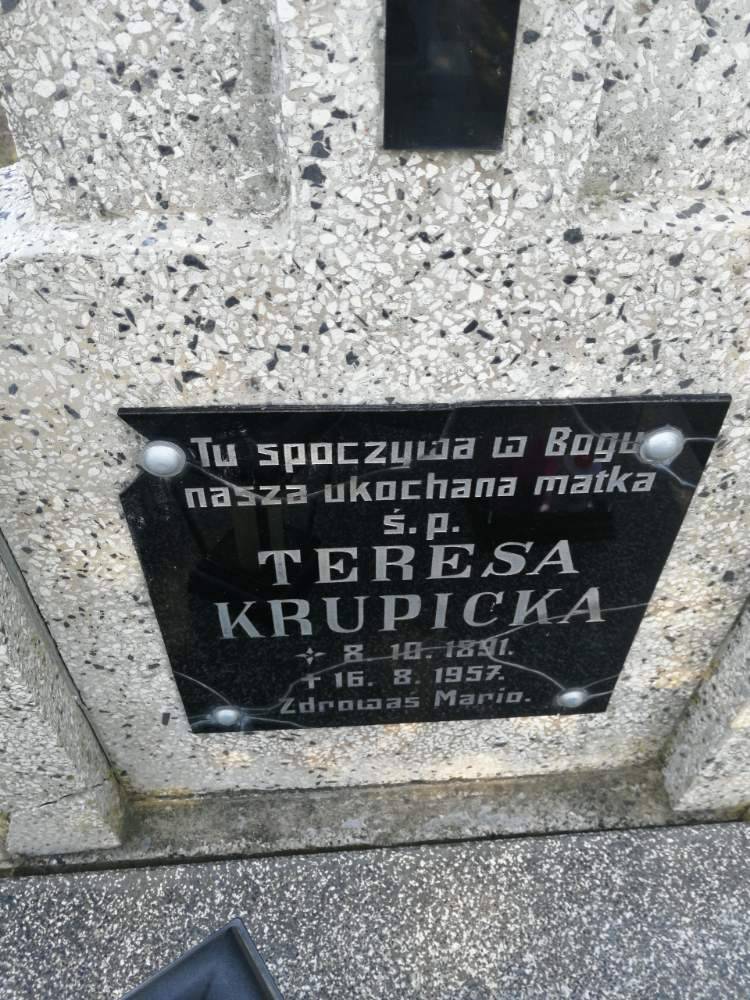 Tu spoczywa w Bogu
nasza ukochana matka
ś.p.
TERESA
KRUPICKA
8. 10. 1891.
✝ 16. 8. 1957.
Zdrowaś Mario.